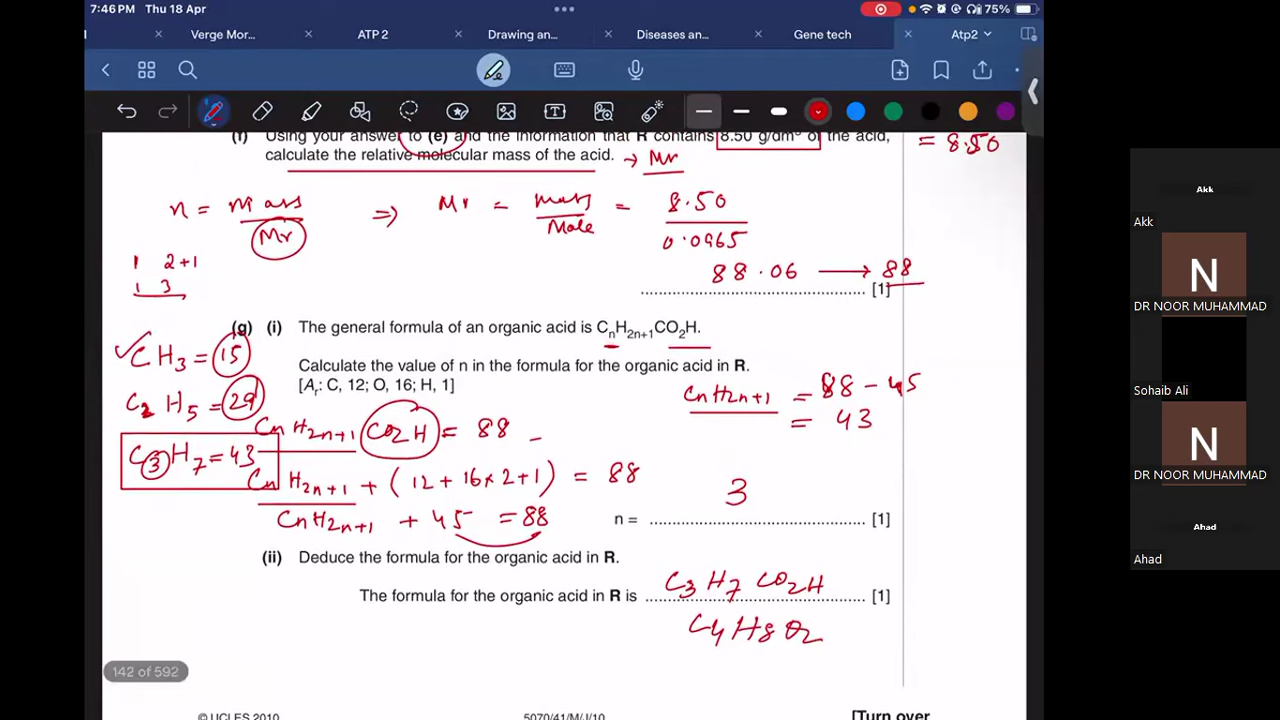 7:46 PM Thu 18 Apr
75%
Verge Mor...
ATP 2
Drawing an...
Diseases an...
Gene tech
Atp2
(f) Using your answer to (e) and the information that R contains 8.50 g/dm³ of the acid,
= 8.50
calculate the relative molecular mass of the acid. → Mr
n = mass / Mr ⇒ Mr = mass / Mole = 8.50 / 0.0965
1 2+1
1 3
88.06 → 88
[1]
(g) (i) The general formula of an organic acid is CnH2n+1CO2H.
CH3 = 15
Calculate the value of n in the formula for the organic acid in R.
[Ar: C, 12; O, 16; H, 1]
CnH2n+1 = 88 - 45
= 43
C2 H5 = 29
CnH2n+1 CO2H = 88
C3H7 = 43
CnH2n+1 + (12 + 16x2+1) = 88
CnH2n+1 + 45 = 88
n = 3 [1]
(ii) Deduce the formula for the organic acid in R.
The formula for the organic acid in R is C3H7CO2H [1]
C4H8O2
142 of 592
© UCLES 2010
5070/41/M/J/10
[Turn over
Akk
Akk
N
DR NOOR MUHAMMAD
Sohaib Ali
N
DR NOOR MUHAMMAD
Ahad
Ahad